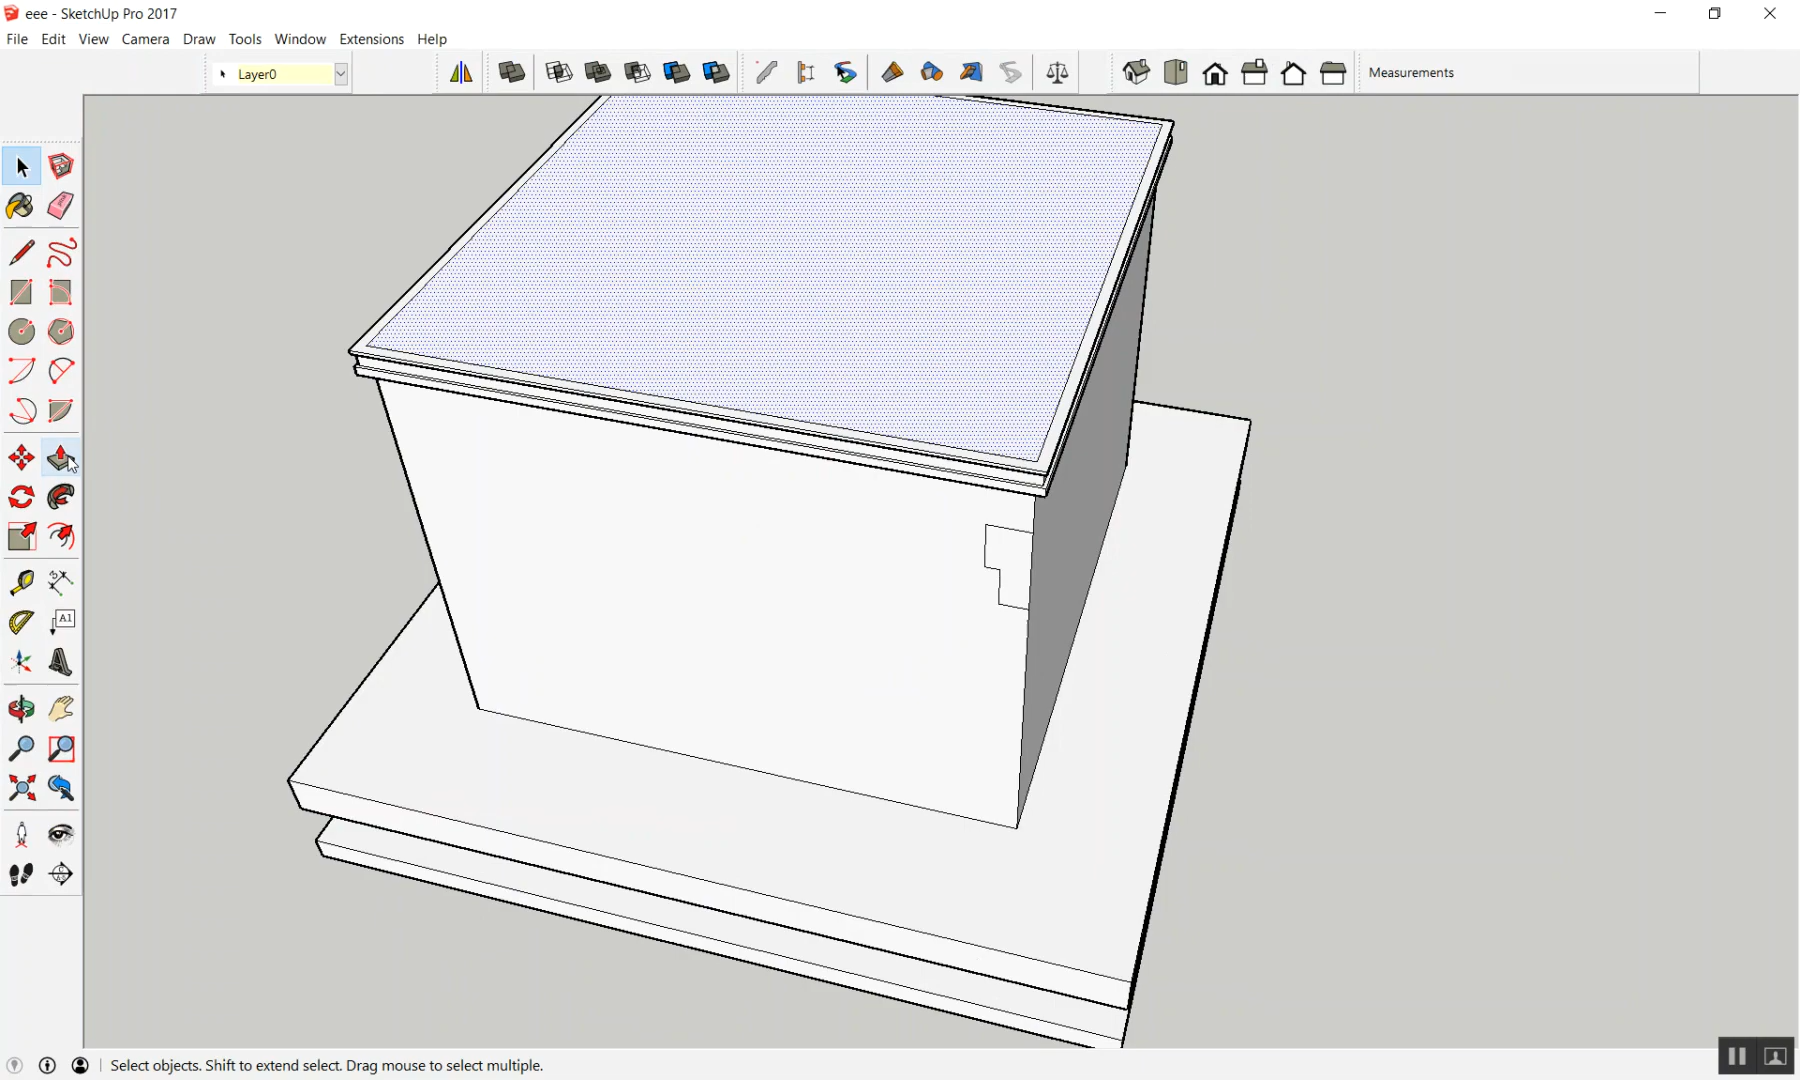 eee - SketchUp Pro 2017
File Edit View Camera Draw Tools Window Extensions Help
Layer0
Measurements
A1
Select objects. Shift to extend select. Drag mouse to select multiple.